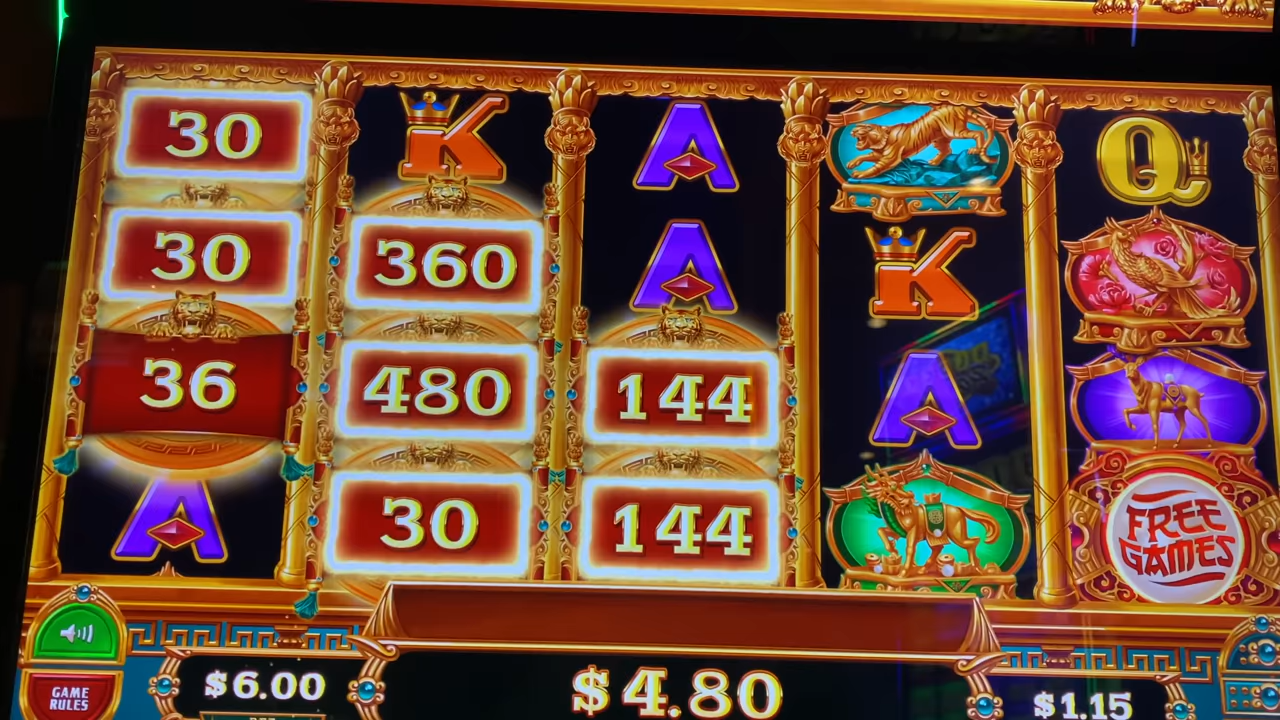 30
K
A
Q
30
360
A
K
36
480
144
A
A
30
144
FREE
GAMES
GAME
RULES
$6.00
$4.80
$1.15